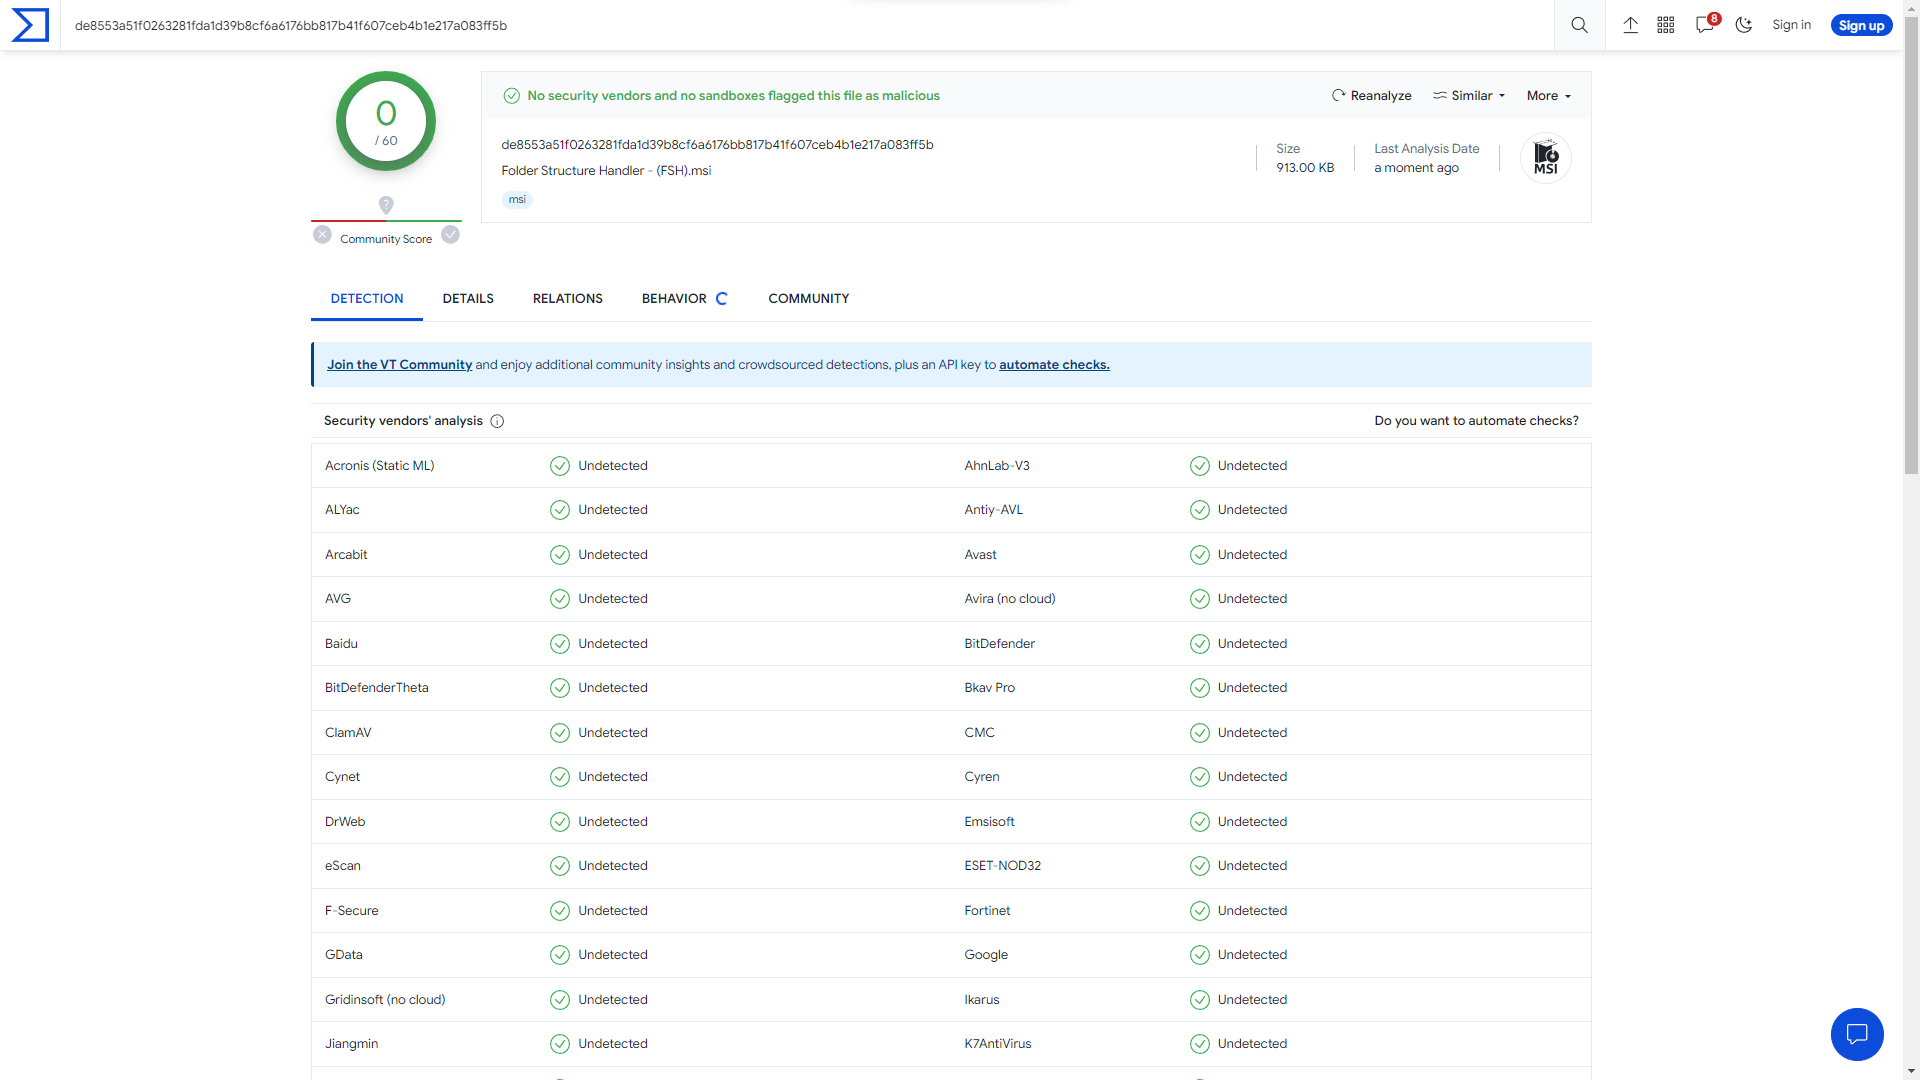 de8553a51f0263281fda1d39b8cf6a6176bb817b41f607ceb4b1e217a083ff5b
8
Sign in
Sign up
0
/ 60
Community Score
No security vendors and no sandboxes flagged this file as malicious
Reanalyze
Similar
More
de8553a51f0263281fda1d39b8cf6a6176bb817b41f607ceb4b1e217a083ff5b
Folder Structure Handler - (FSH).msi
msi
Size
913.00 KB
Last Analysis Date
a moment ago
MSI
DETECTION
DETAILS
RELATIONS
BEHAVIOR
COMMUNITY
Join the VT Community and enjoy additional community insights and crowdsourced detections, plus an API key to automate checks.
Security vendors' analysis
Do you want to automate checks?
Acronis (Static ML) Undetected AhnLab-V3 Undetected
ALYac Undetected Antiy-AVL Undetected
Arcabit Undetected Avast Undetected
AVG Undetected Avira (no cloud) Undetected
Baidu Undetected BitDefender Undetected
BitDefenderTheta Undetected Bkav Pro Undetected
ClamAV Undetected CMC Undetected
Cynet Undetected Cyren Undetected
DrWeb Undetected Emsisoft Undetected
eScan Undetected ESET-NOD32 Undetected
F-Secure Undetected Fortinet Undetected
GData Undetected Google Undetected
Gridinsoft (no cloud) Undetected Ikarus Undetected
Jiangmin Undetected K7AntiVirus Undetected